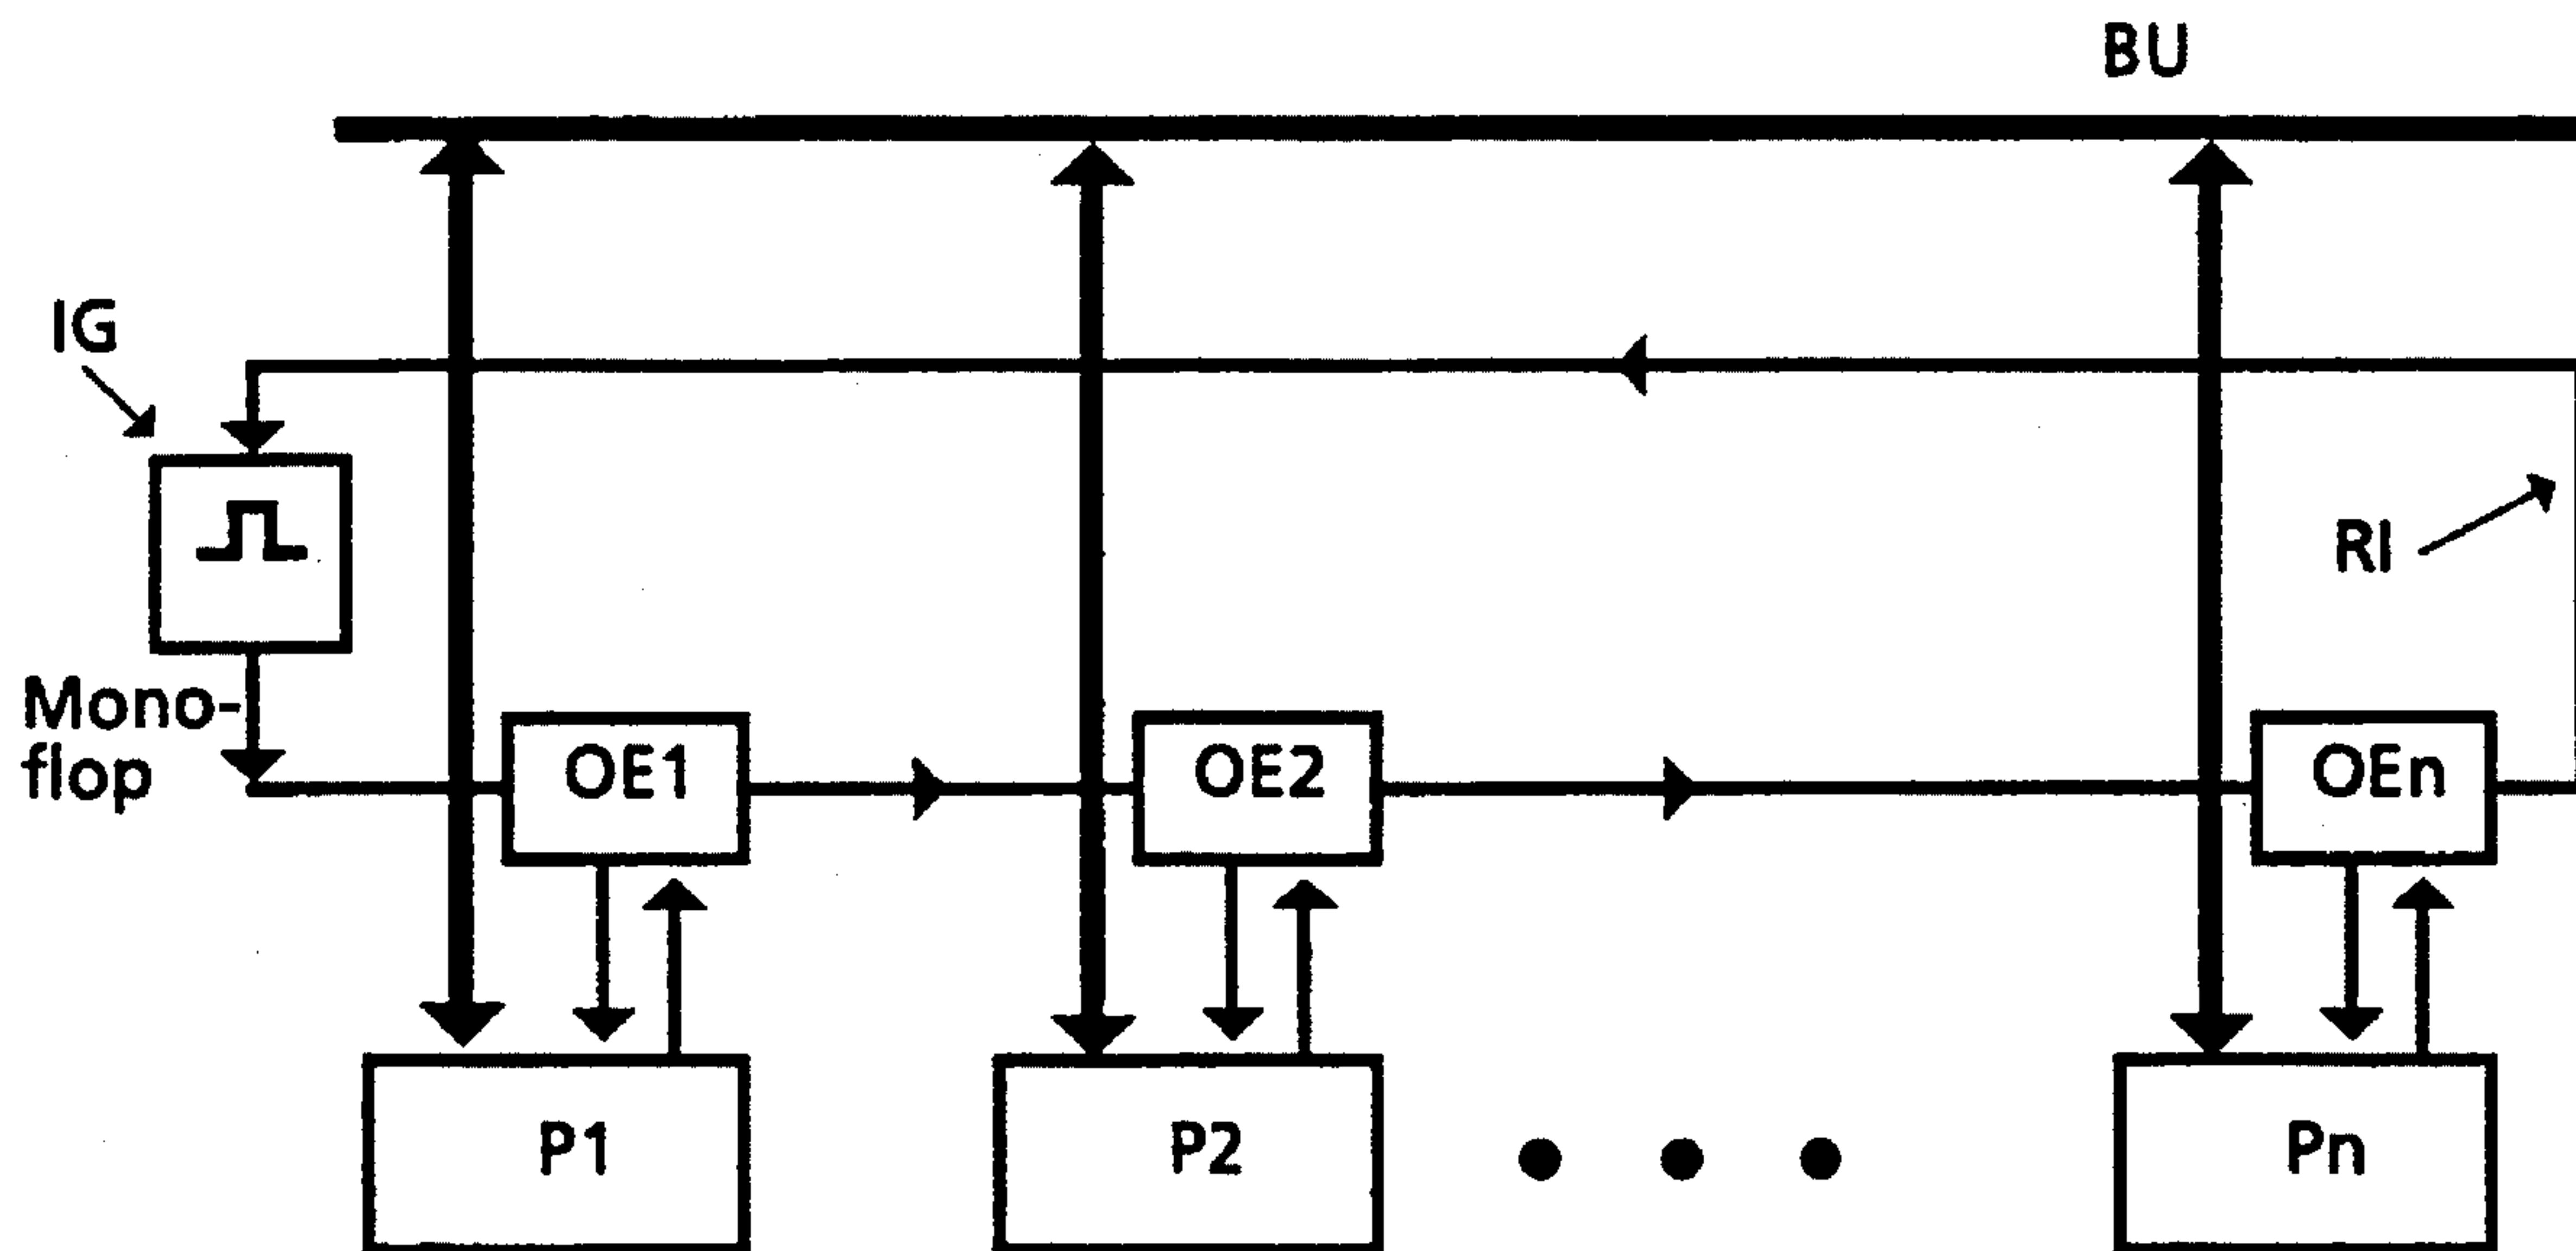 BU
IG
RI
Mono-
flop
OE1
OE2
OEn
P1
P2
Pn